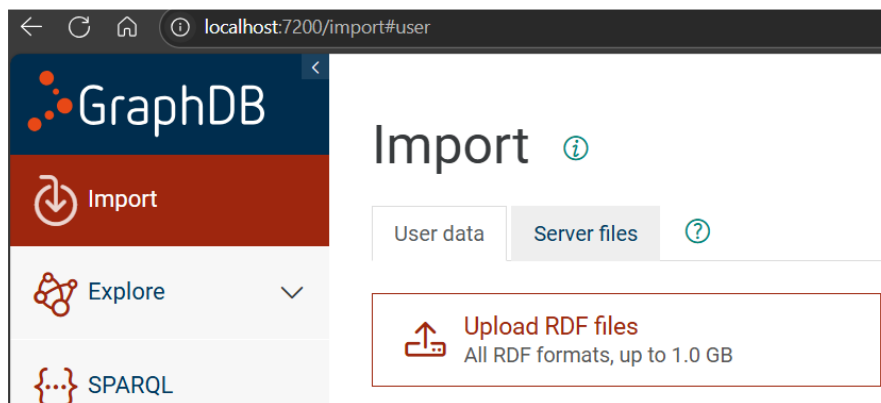 localhost:7200/import#user
GraphDB
Import
Import
User data
Server files
Explore
Upload RDF files
All RDF formats, up to 1.0 GB
SPARQL